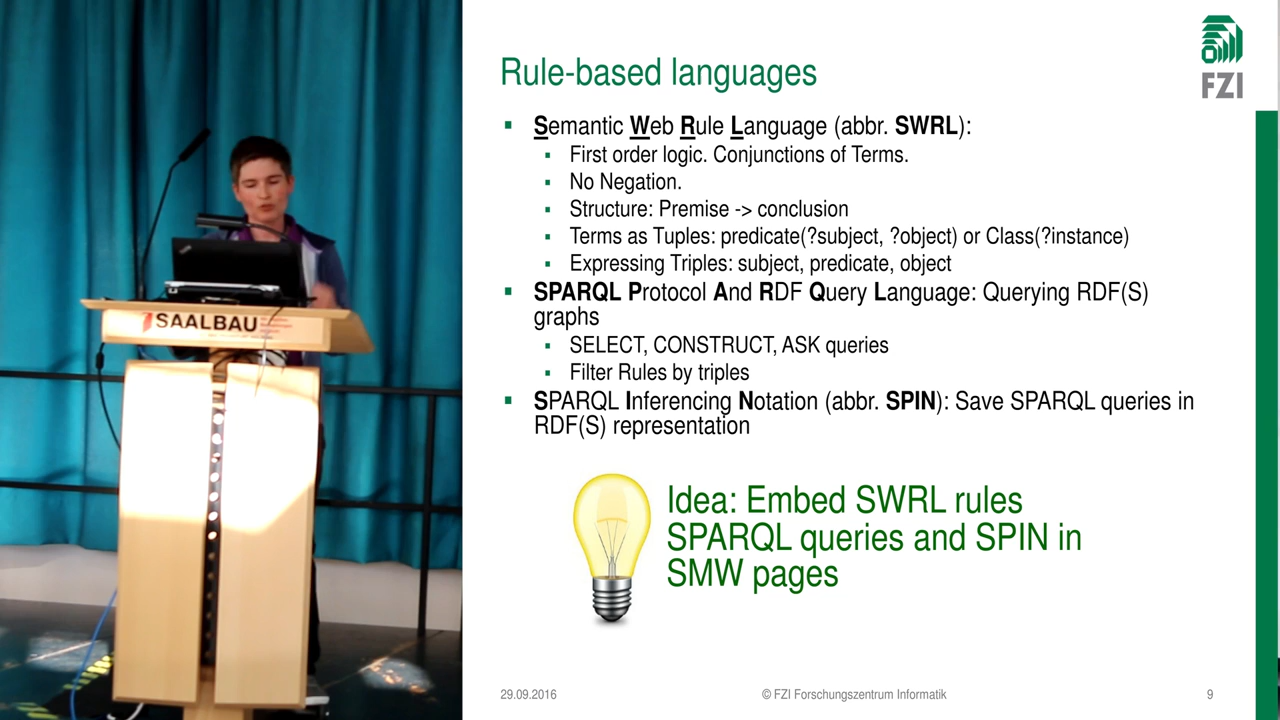 FZI
Rule-based languages
▪ Semantic Web Rule Language (abbr. SWRL):
▪ First order logic. Conjunctions of Terms.
▪ No Negation.
▪ Structure: Premise -> conclusion
▪ Terms as Tuples: predicate(?subject, ?object) or Class(?instance)
▪ Expressing Triples: subject, predicate, object
▪ SPARQL Protocol And RDF Query Language: Querying RDF(S)
graphs
▪ SELECT, CONSTRUCT, ASK queries
▪ Filter Rules by triples
▪ SPARQL Inferencing Notation (abbr. SPIN): Save SPARQL queries in
RDF(S) representation
Idea: Embed SWRL rules
SPARQL queries and SPIN in
SMW pages
29.09.2016
© FZI Forschungszentrum Informatik
9
SAALBAU